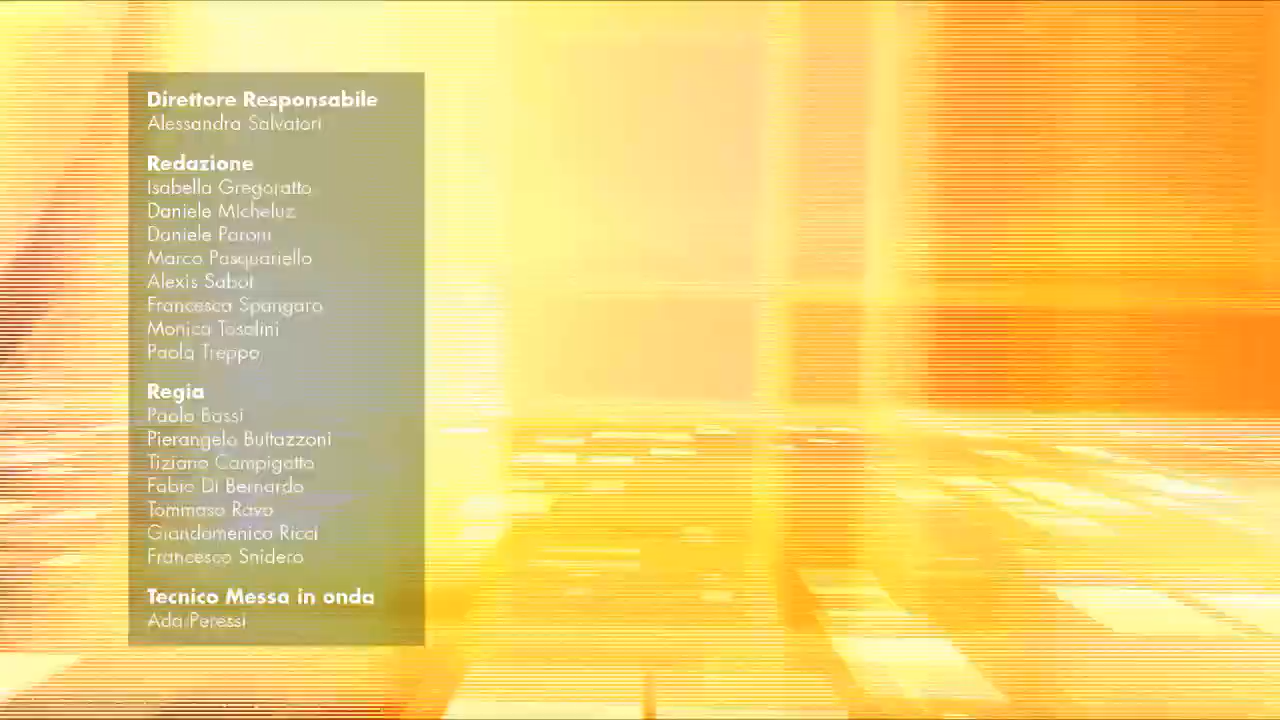 Direttore Responsabile
Alessandra Salvatori
Redazione
Isabella Gregoratto
Daniele Micheluz
Daniele Paroni
Marco Pasquariello
Alexis Sabot
Francesca Spangaro
Monica Tosolini
Paola Treppo
Regia
Paolo Bassi
Pierangelo Buttazzoni
Tiziano Campigotto
Fabio Di Bernardo
Tommaso Ravo
Giandomenico Ricci
Francesco Snidero
Tecnico Messa in onda
Ada Peressi